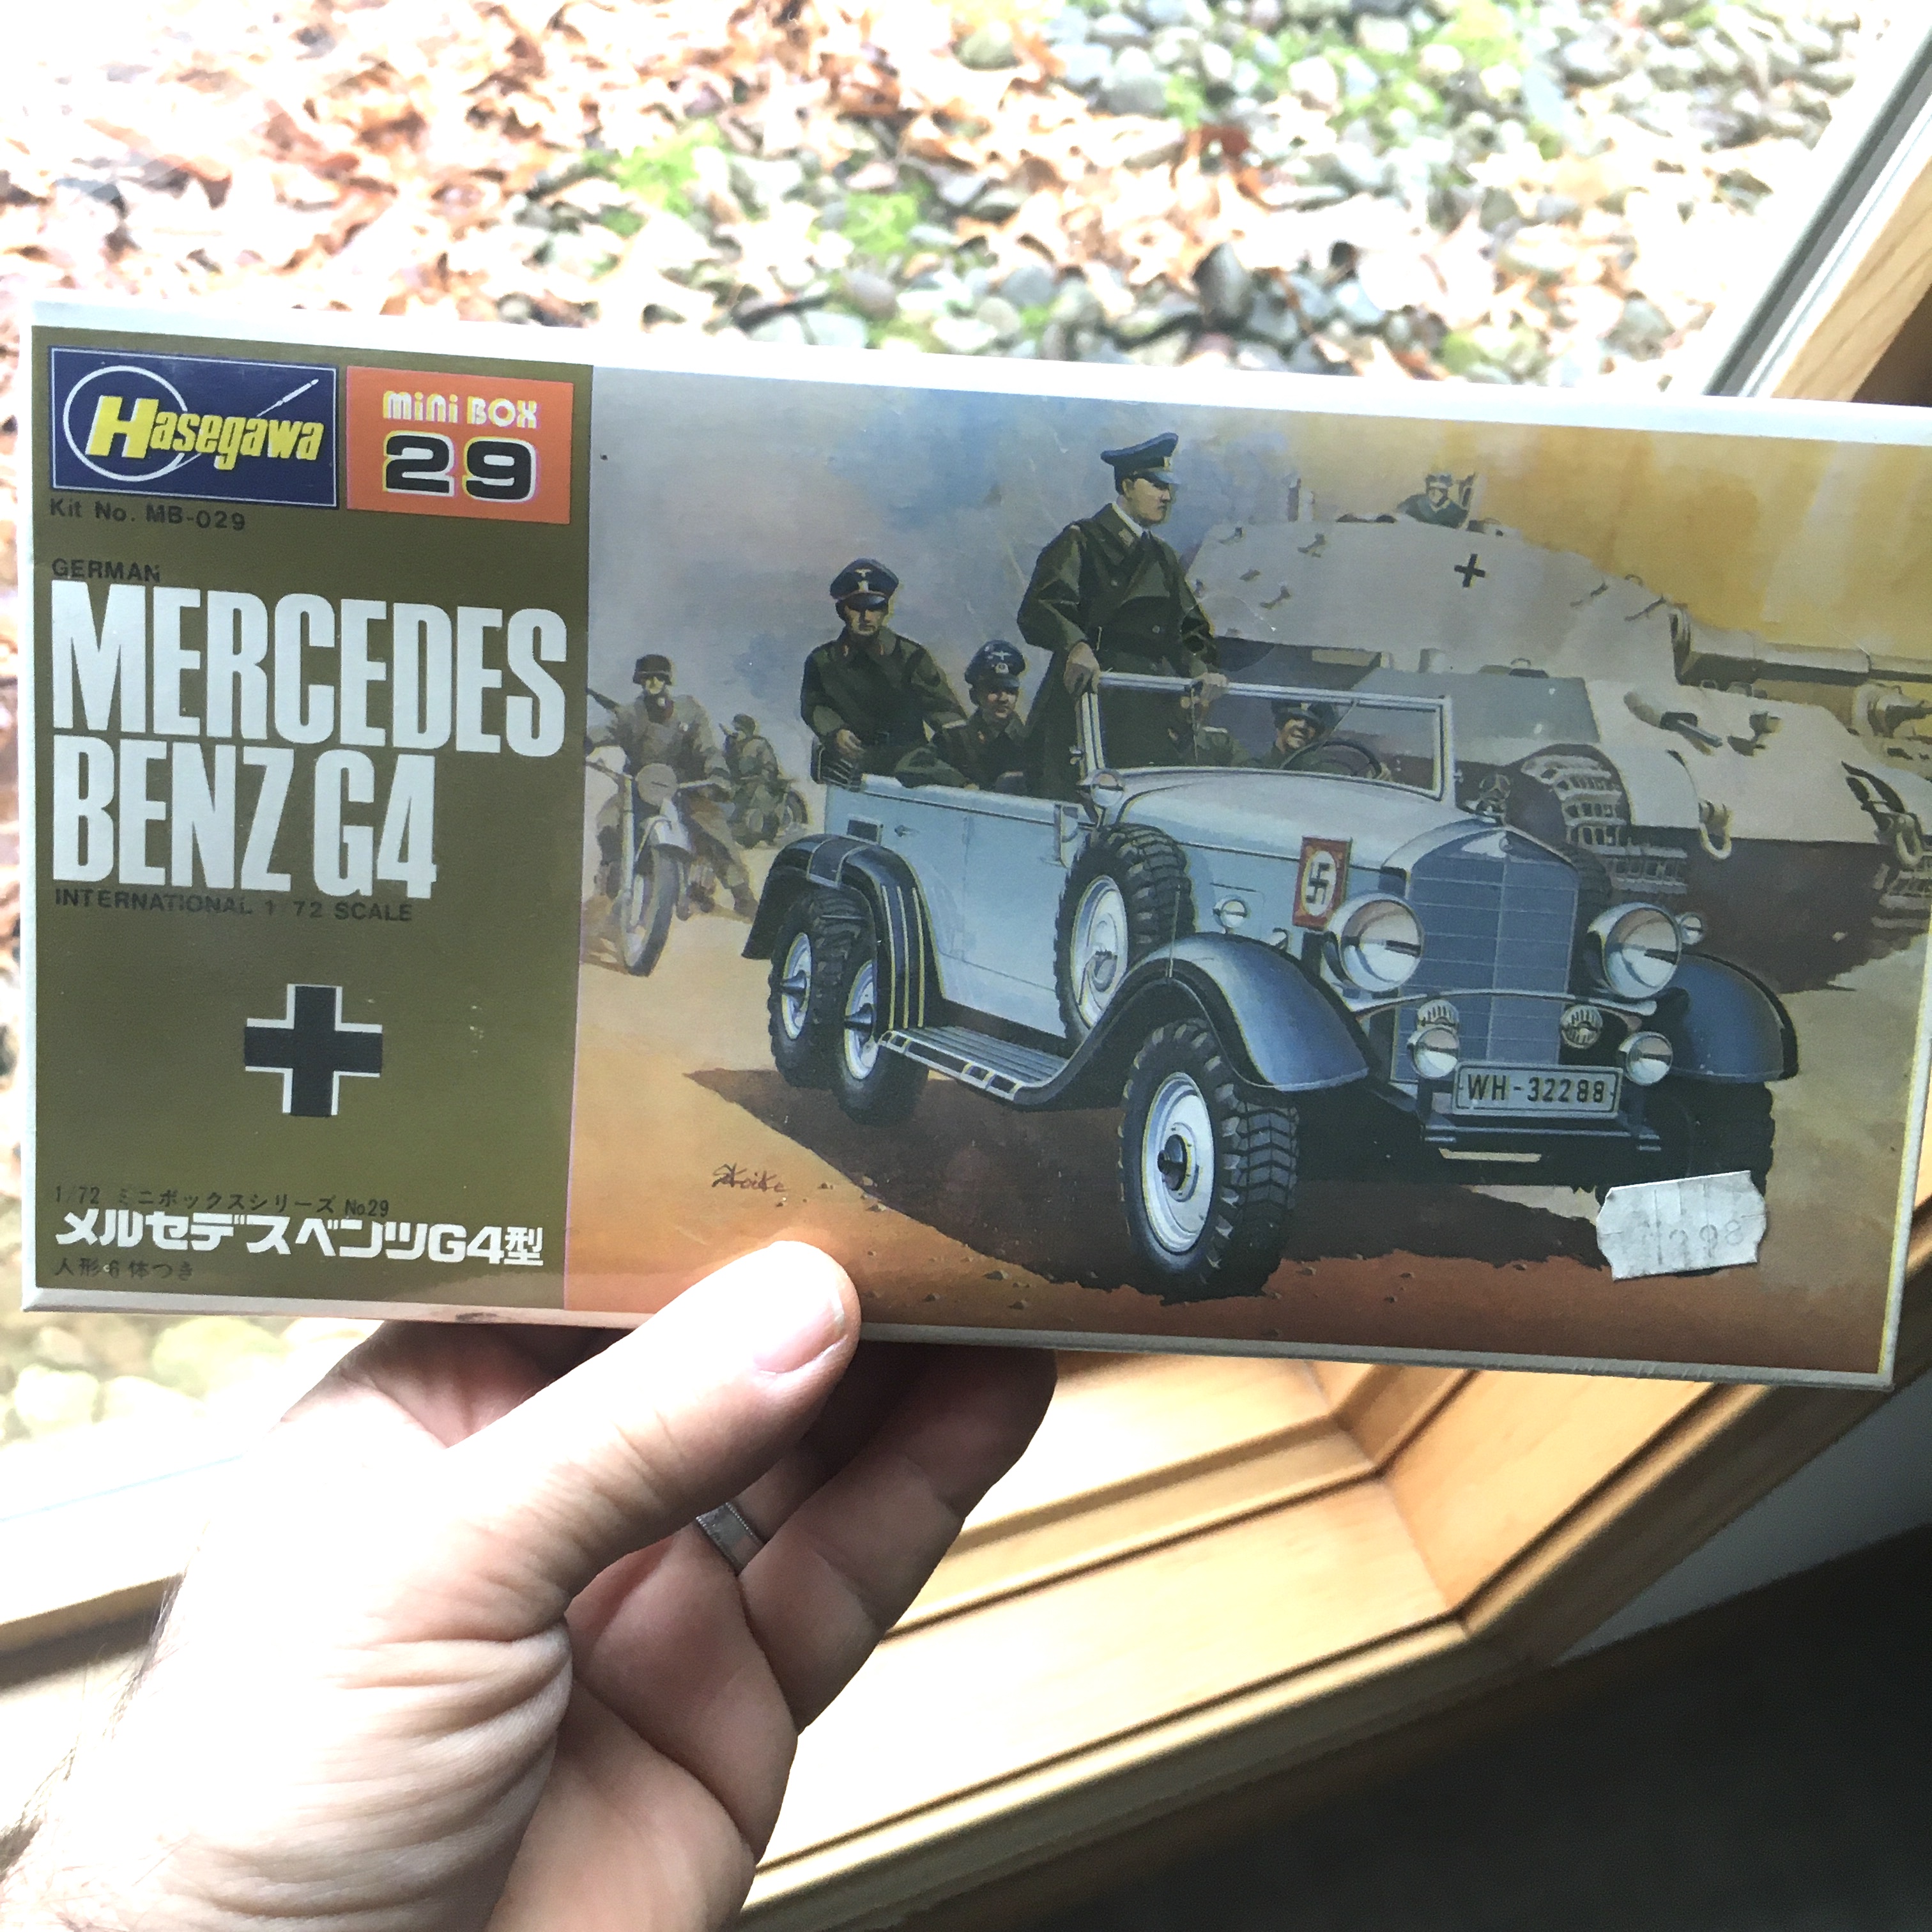 Hasegawa
mini BOX
29
Kit No. MB-029
GERMAN
MERCEDES
BENZ G4
INTERNATIONAL 1/72 SCALE
1/72 ミニボックスシリーズ No.29
メルセデスベンツG4型
人形6体つき
WH-32288